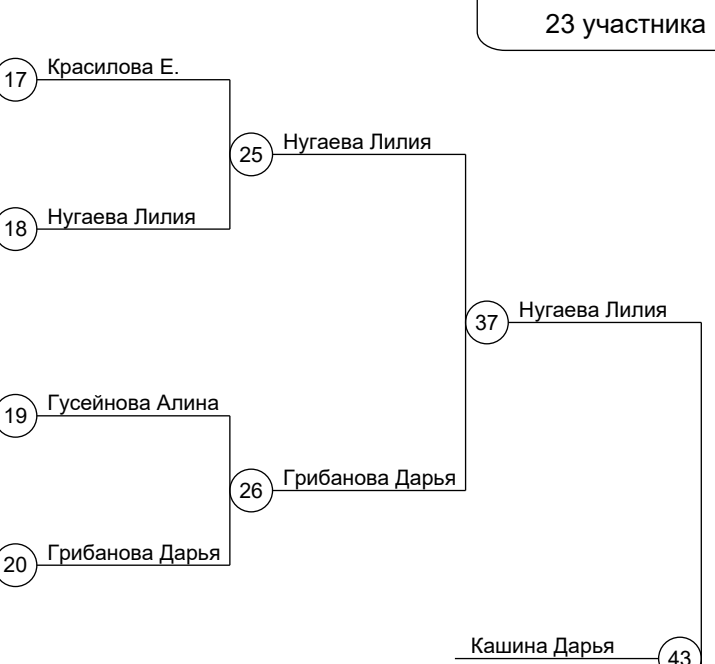 23 участника
17 Красилова Е.
25 Нугаева Лилия
18 Нугаева Лилия
37 Нугаева Лилия
19 Гусейнова Алина
26 Грибанова Дарья
20 Грибанова Дарья
Кашина Дарья 43